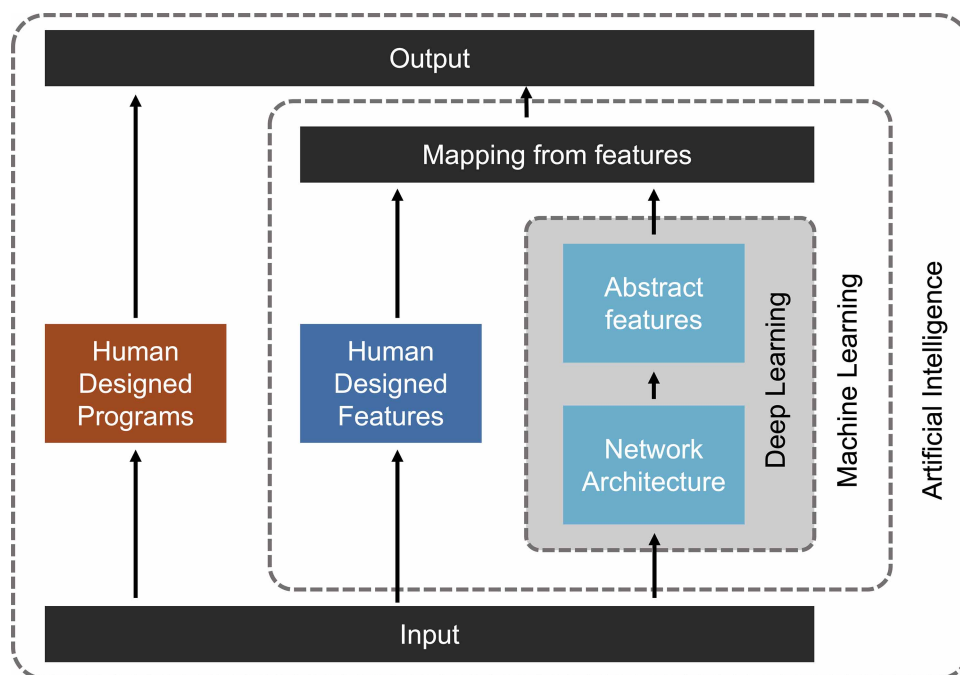 Output
Mapping from features
Abstract
features
Human
Designed
Programs
Human
Designed
Features
Network
Architecture
Deep Learning
Machine Learning
Artificial Intelligence
Input